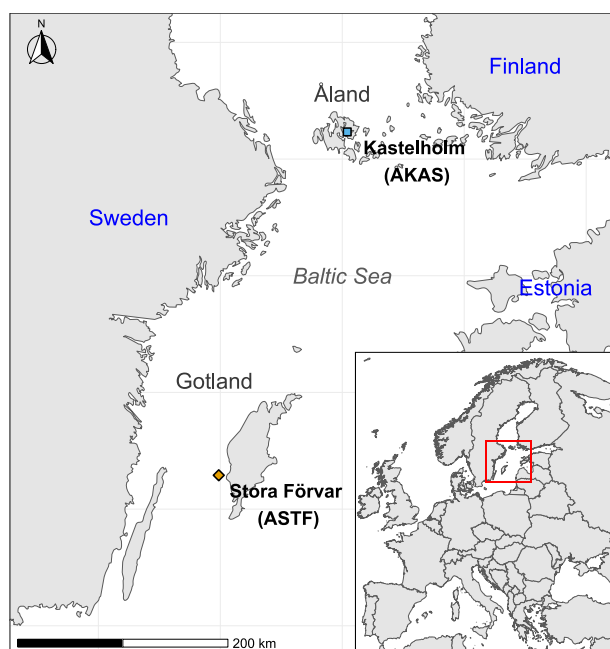 N
Finland
Åland
Kastelholm
(AKAS)
Sweden
Baltic Sea
Estonia
Gotland
Stora Förvar
(ASTF)
200 km